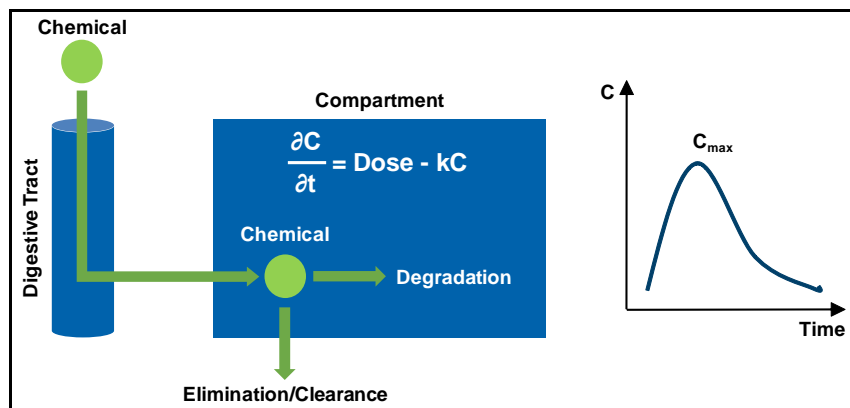 Chemical
Digestive Tract
Compartment
∂C
∂t
= Dose - kC
Chemical
Degradation
Elimination/Clearance
C
Cmax
Time